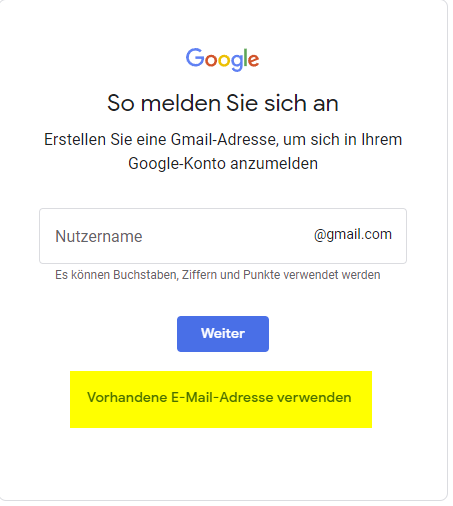 Google
So melden Sie sich an
Erstellen Sie eine Gmail-Adresse, um sich in Ihrem
Google-Konto anzumelden
Nutzername @gmail.com
Es können Buchstaben, Ziffern und Punkte verwendet werden
Weiter
Vorhandene E-Mail-Adresse verwenden